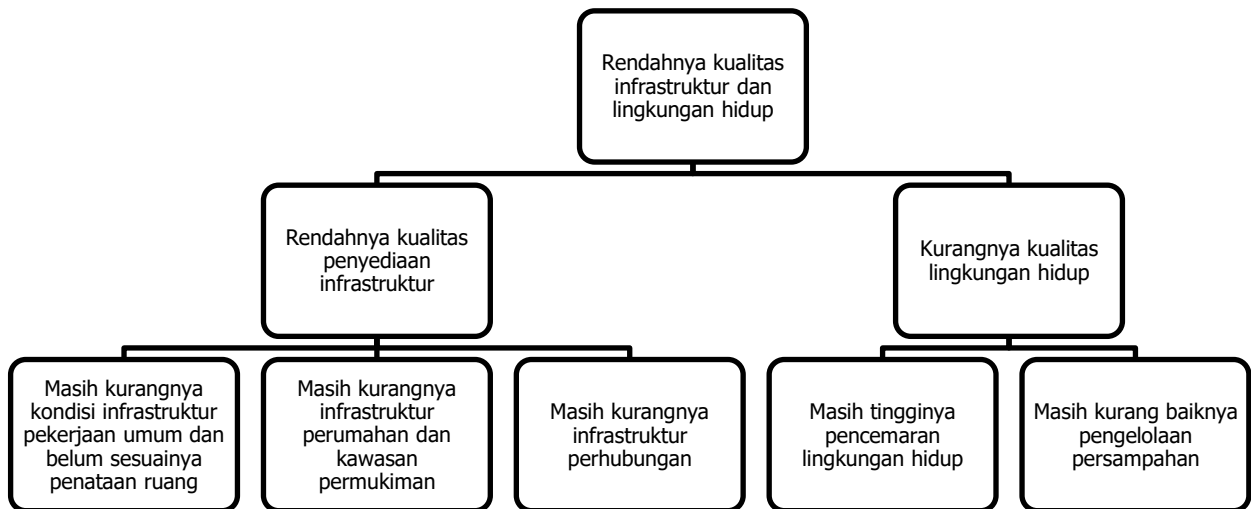 Rendahnya kualitas
infrastruktur dan
lingkungan hidup
Rendahnya kualitas
penyediaan
infrastruktur
Kurangnya kualitas
lingkungan hidup
Masih kurangnya
kondisi infrastruktur
pekerjaan umum dan
belum sesuainya
penataan ruang
Masih kurangnya
infrastruktur
perumahan dan
kawasan
permukiman
Masih kurangnya
infrastruktur
perhubungan
Masih tingginya
pencemaran
lingkungan hidup
Masih kurang baiknya
pengelolaan
persampahan